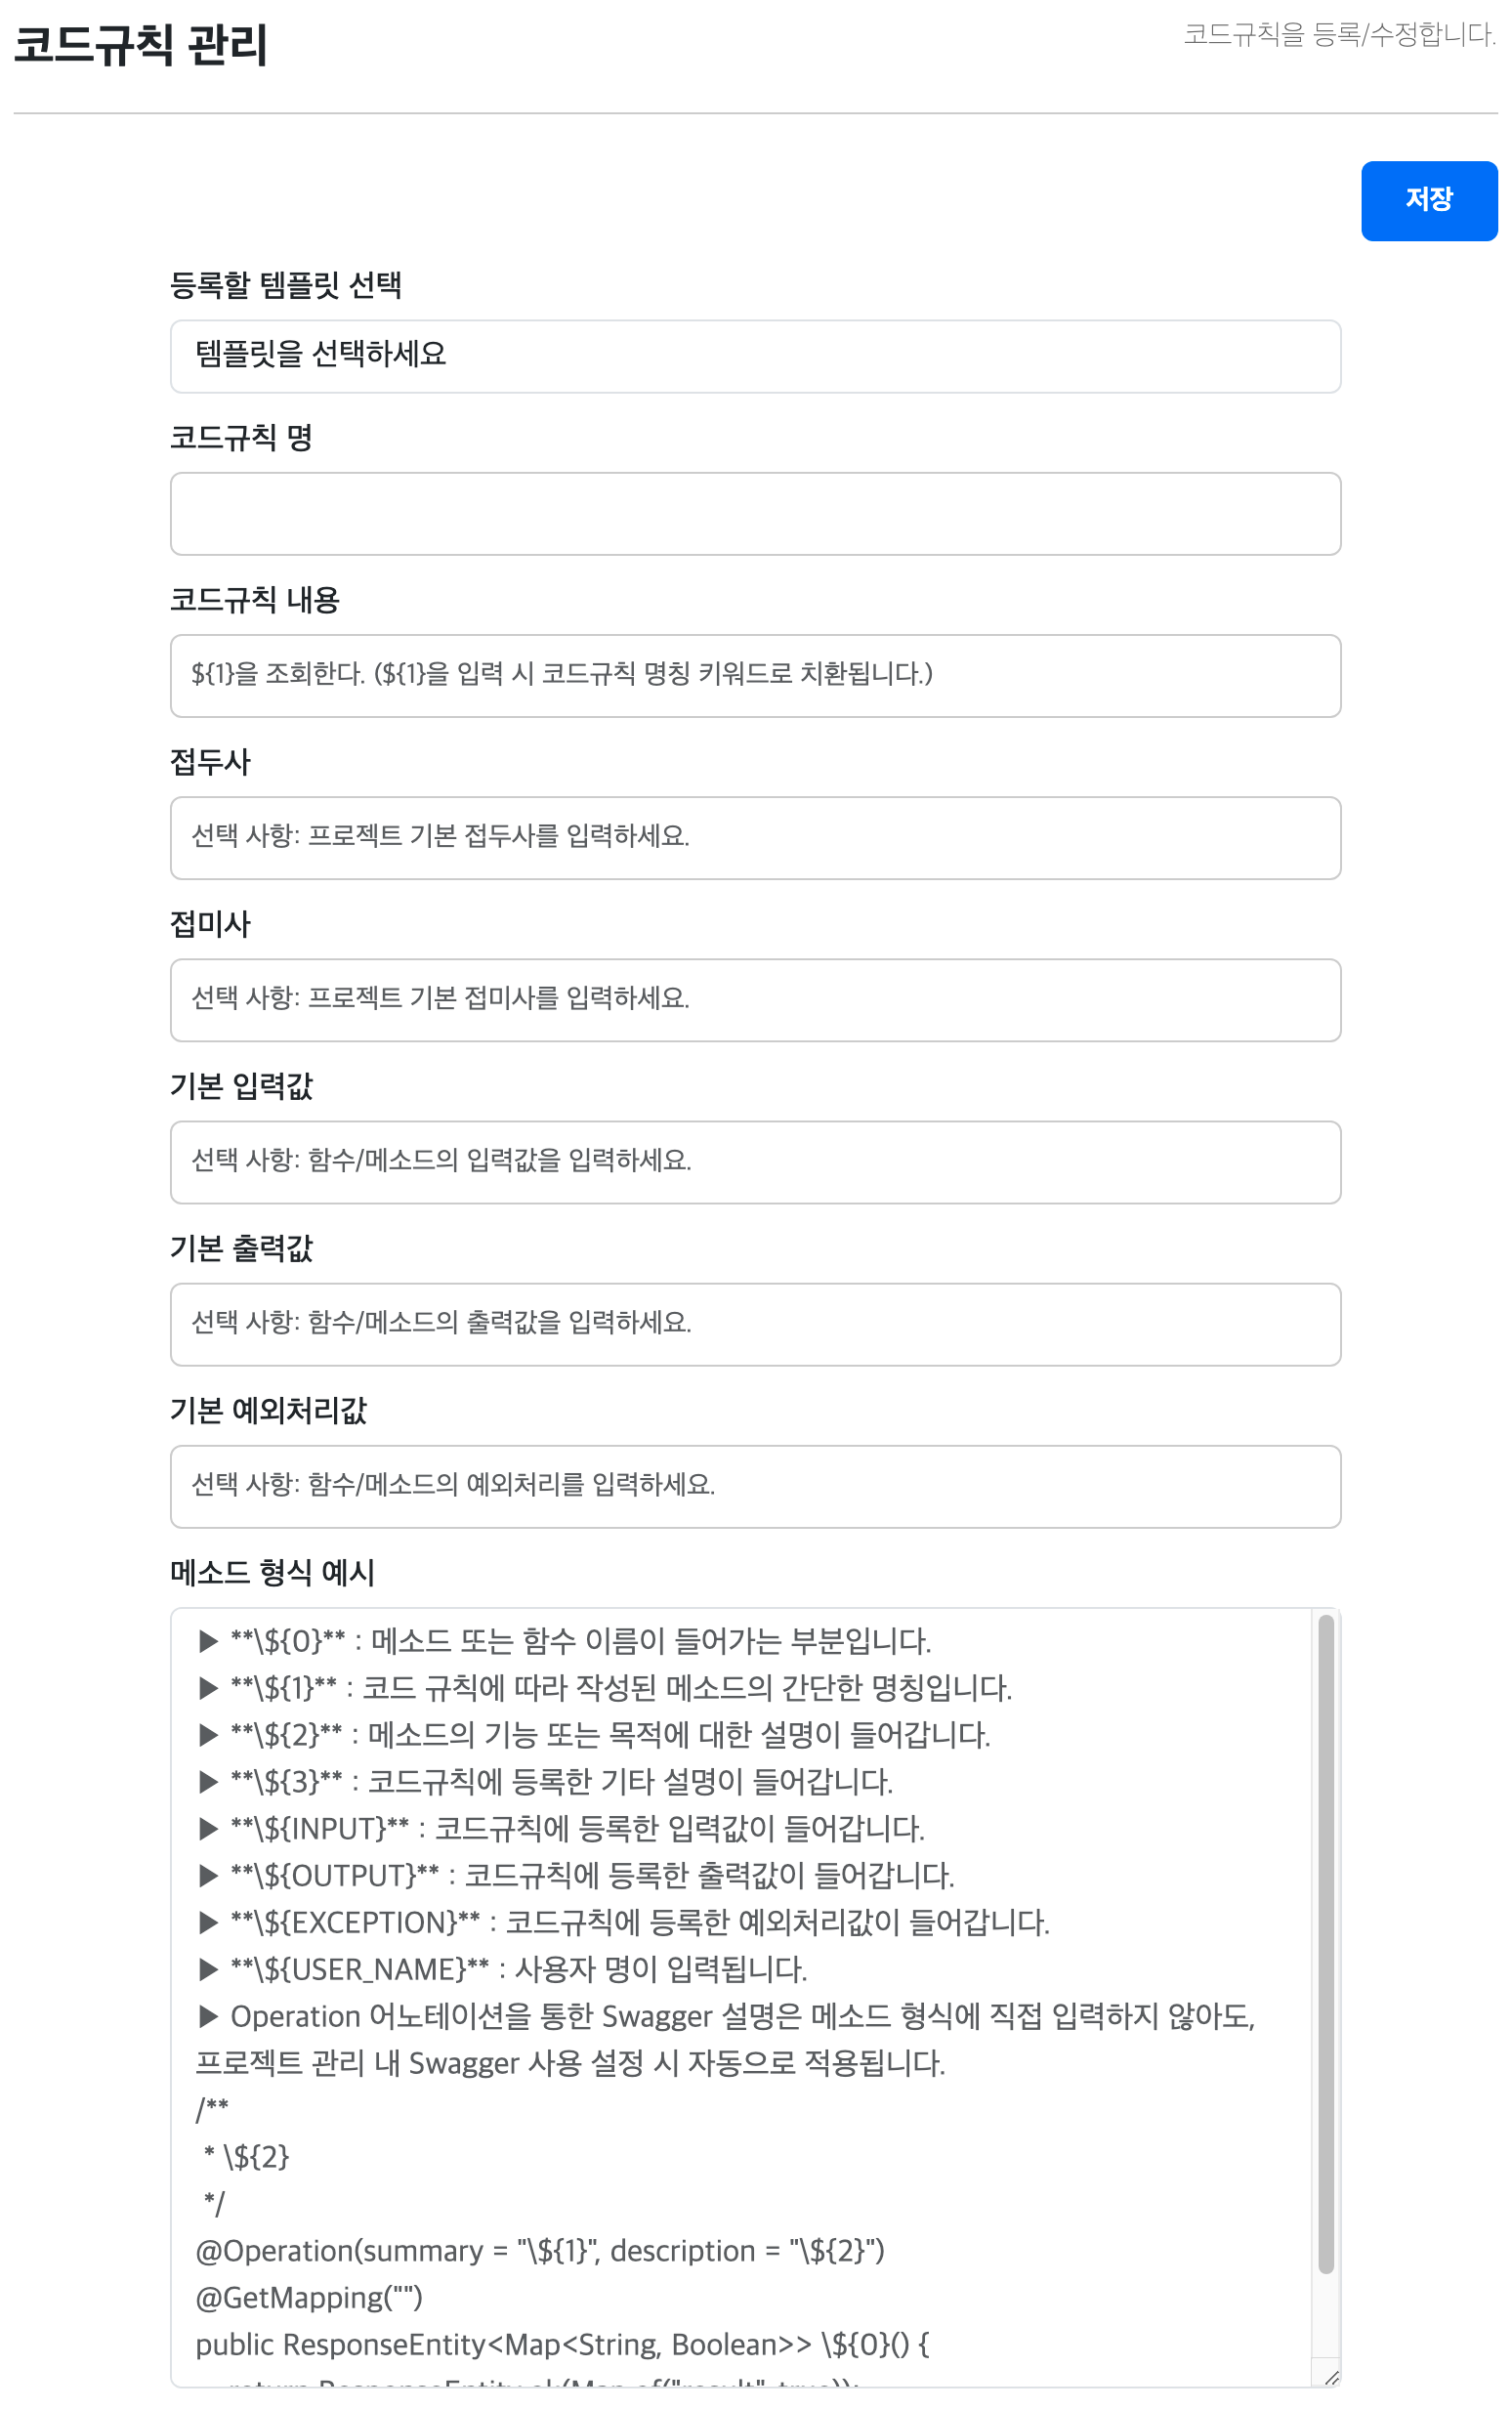 코드규칙 관리
코드규칙을 등록/수정합니다.
저장
등록할 템플릿 선택
템플릿을 선택하세요
코드규칙 명
코드규칙 내용
${1}을 조회한다. (${1}을 입력 시 코드규칙 명칭 키워드로 치환됩니다.)
접두사
선택 사항: 프로젝트 기본 접두사를 입력하세요.
접미사
선택 사항: 프로젝트 기본 접미사를 입력하세요.
기본 입력값
선택 사항: 함수/메소드의 입력값을 입력하세요.
기본 출력값
선택 사항: 함수/메소드의 출력값을 입력하세요.
기본 예외처리값
선택 사항: 함수/메소드의 예외처리를 입력하세요.
메소드 형식 예시
▶ **\${0}** : 메소드 또는 함수 이름이 들어가는 부분입니다.
▶ **\${1}** : 코드 규칙에 따라 작성된 메소드의 간단한 명칭입니다.
▶ **\${2}** : 메소드의 기능 또는 목적에 대한 설명이 들어갑니다.
▶ **\${3}** : 코드규칙에 등록한 기타 설명이 들어갑니다.
▶ **\${INPUT}** : 코드규칙에 등록한 입력값이 들어갑니다.
▶ **\${OUTPUT}** : 코드규칙에 등록한 출력값이 들어갑니다.
▶ **\${EXCEPTION}** : 코드규칙에 등록한 예외처리값이 들어갑니다.
▶ **\${USER_NAME}** : 사용자 명이 입력됩니다.
▶ Operation 어노테이션을 통한 Swagger 설명은 메소드 형식에 직접 입력하지 않아도,
프로젝트 관리 내 Swagger 사용 설정 시 자동으로 적용됩니다.
/**
 * \${2}
 */
@Operation(summary = "\${1}", description = "\${2}")
@GetMapping("")
public ResponseEntity<Map<String, Boolean>> \${0}() {
return ResponseEntity.ok(Map.of("result", true));